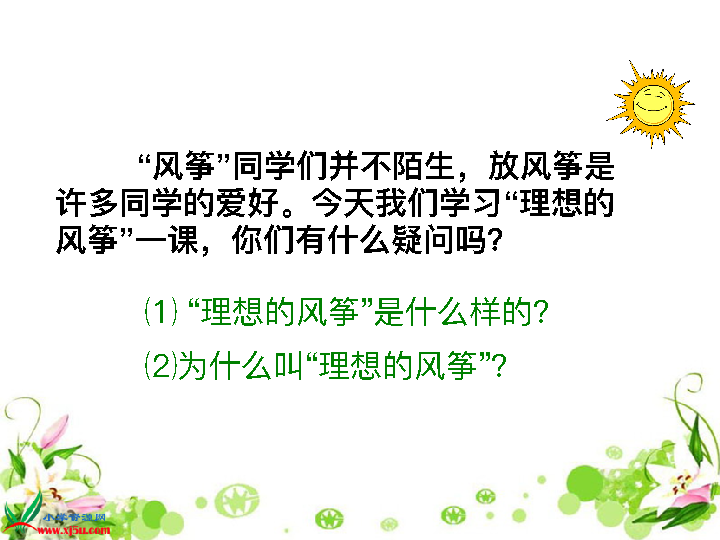 “风筝”同学们并不陌生，放风筝是
许多同学的爱好。今天我们学习“理想的
风筝”一课，你们有什么疑问吗？
⑴ “理想的风筝”是什么样的？
⑵为什么叫“理想的风筝”？
小学资源网
www.xj5u.com